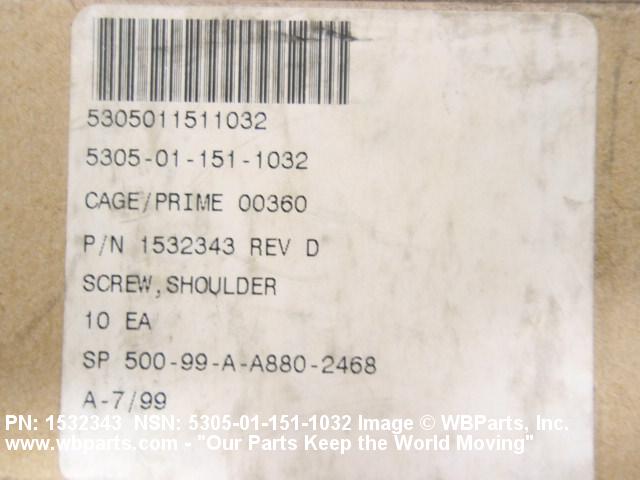 5305011511032
5305-01-151-1032
CAGE/PRIME 00360
P/N 1532343 REV D
SCREW,SHOULDER
10 EA
SP 500-99-A-A880-2468
A-7/99
PN: 1532343 NSN: 5305-01-151-1032 Image © WBParts, Inc.
www.wbparts.com - "Our Parts Keep the World Moving"